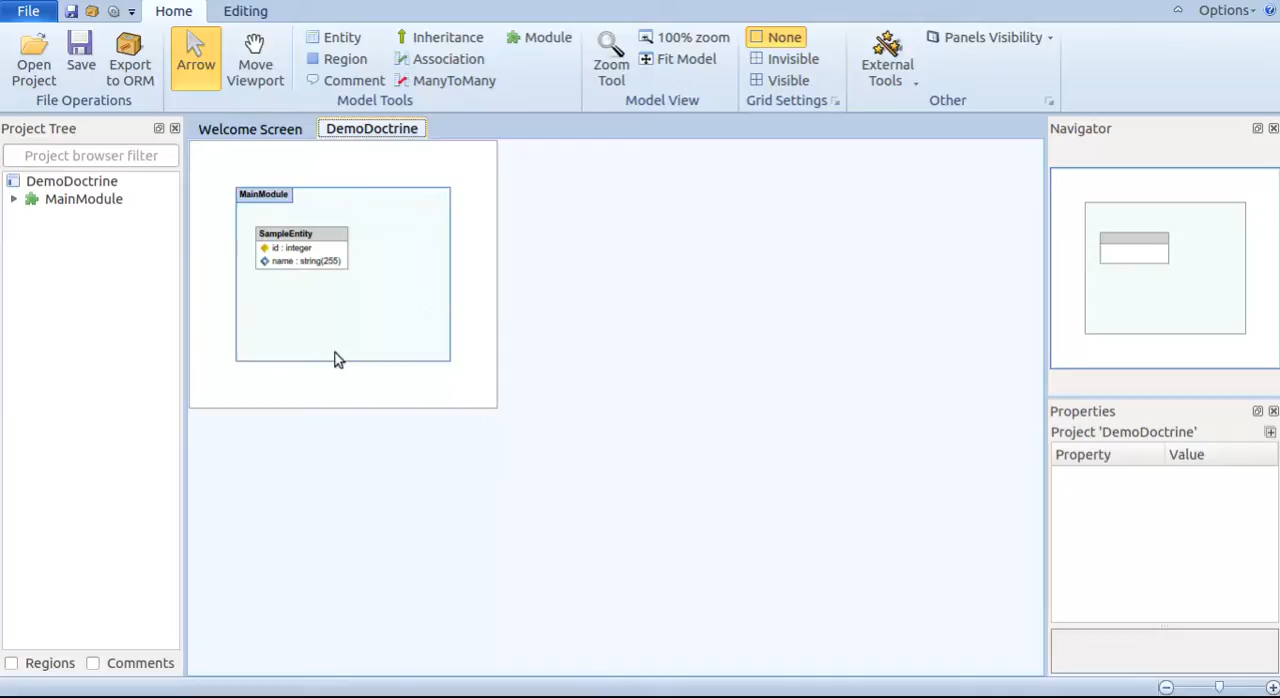 File
Home
Editing
Options
Open Project
Save
Export to ORM
File Operations
Arrow
Move Viewport
Entity
Region
Comment
Inheritance
Association
ManyToMany
Module
Model Tools
Zoom Tool
100% zoom
Fit Model
Model View
None
Invisible
Visible
Grid Settings
External Tools
Panels Visibility
Other
Project Tree
Project browser filter
DemoDoctrine
MainModule
Regions
Comments
Welcome Screen
DemoDoctrine
MainModule
SampleEntity
id : integer
name : string(255)
Navigator
Properties
Project 'DemoDoctrine'
Property
Value